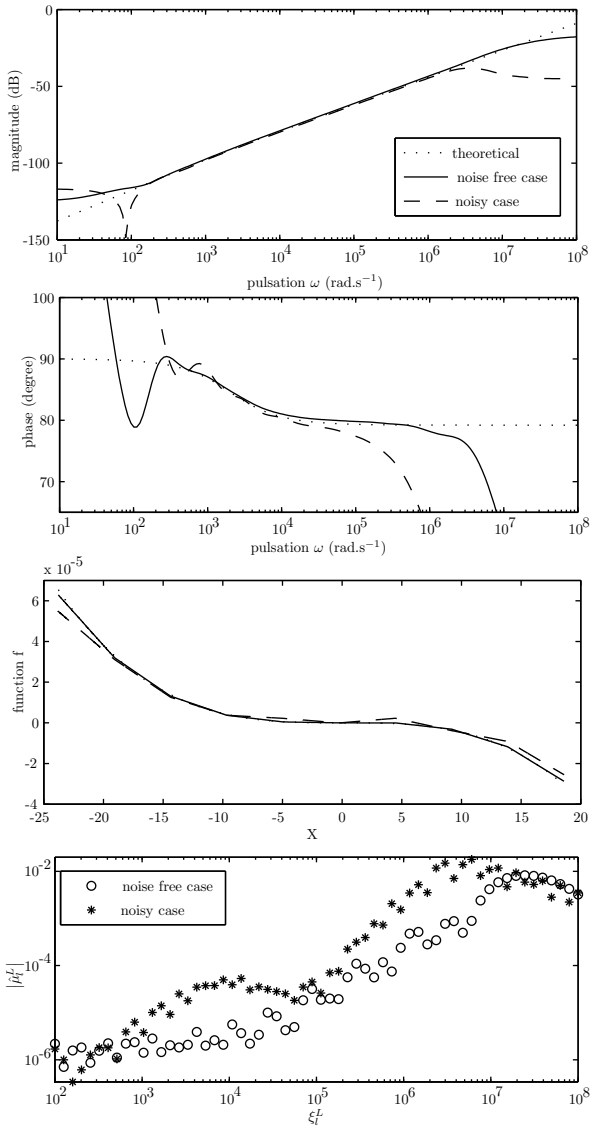 0
-50
-100
-150
magnitude (dB)
theoretical
noise free case
noisy case
10^1 10^2 10^3 10^4 10^5 10^6 10^7 10^8
pulsation ω (rad.s^−1)
100
90
80
70
phase (degree)
10^1 10^2 10^3 10^4 10^5 10^6 10^7 10^8
pulsation ω (rad.s^−1)
x 10^-5
6
4
2
0
-2
-4
function f
-25 -20 -15 -10 -5 0 5 10 15 20
X
10^-2
10^-4
10^-6
|μ̂_l^L|
noise free case
noisy case
10^2 10^3 10^4 10^5 10^6 10^7 10^8
ξ_l^L